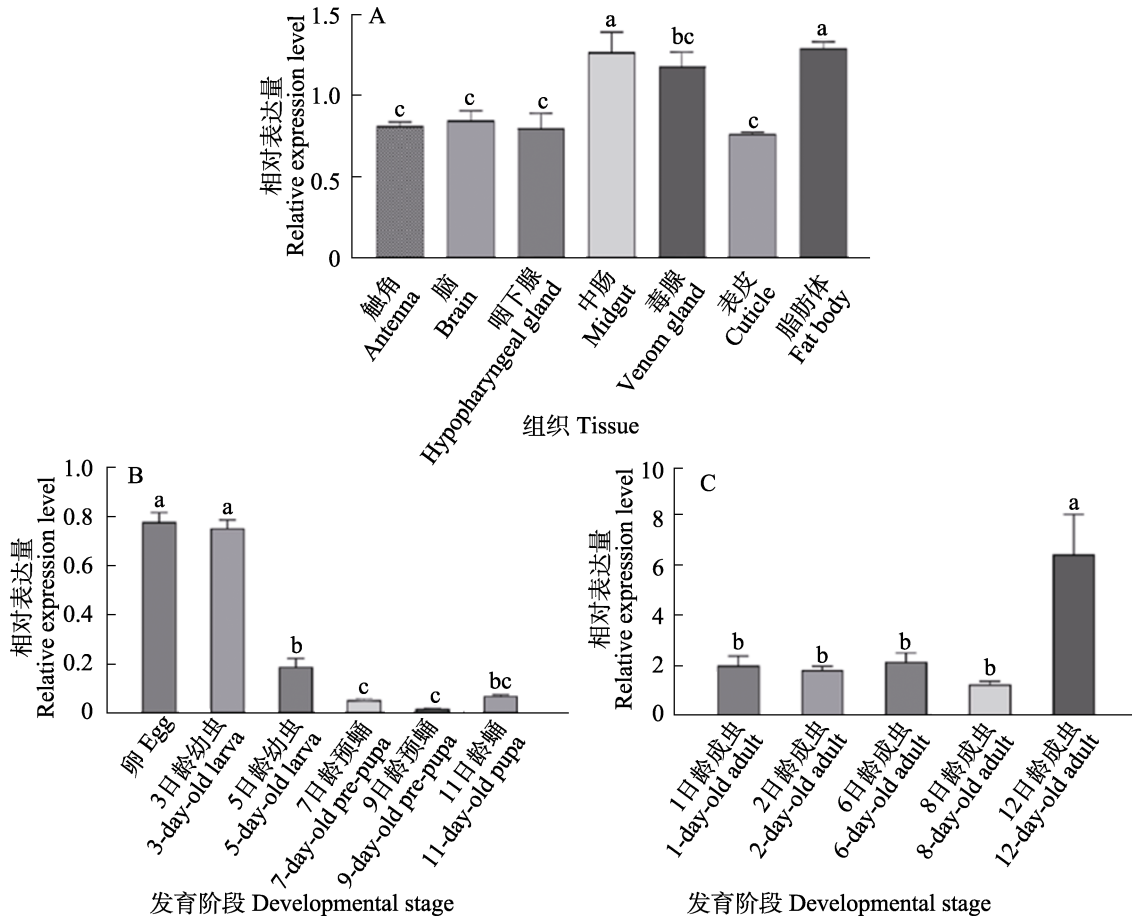 A
相对表达量
Relative expression level
1.5
1.0
0.5
0
a
bc
a
c
c
c
c
触角
Antenna
脑
Brain
咽下腺
Hypopharyngeal gland
中肠
Midgut
毒腺
Venom gland
表皮
Cuticle
脂肪体
Fat body
组织 Tissue
B
相对表达量
Relative expression level
1.0
0.8
0.6
0.4
0.2
0
a
a
b
c
c
bc
卵 Egg
3日龄幼虫
3-day-old larva
5日龄幼虫
5-day-old larva
7日龄预蛹
7-day-old pre-pupa
9日龄预蛹
9-day-old pre-pupa
11日龄蛹
11-day-old pupa
发育阶段 Developmental stage
C
相对表达量
Relative expression level
10
8
6
4
2
0
b
b
b
b
a
1日龄成虫
1-day-old adult
2日龄成虫
2-day-old adult
6日龄成虫
6-day-old adult
8日龄成虫
8-day-old adult
12日龄成虫
12-day-old adult
发育阶段 Developmental stage